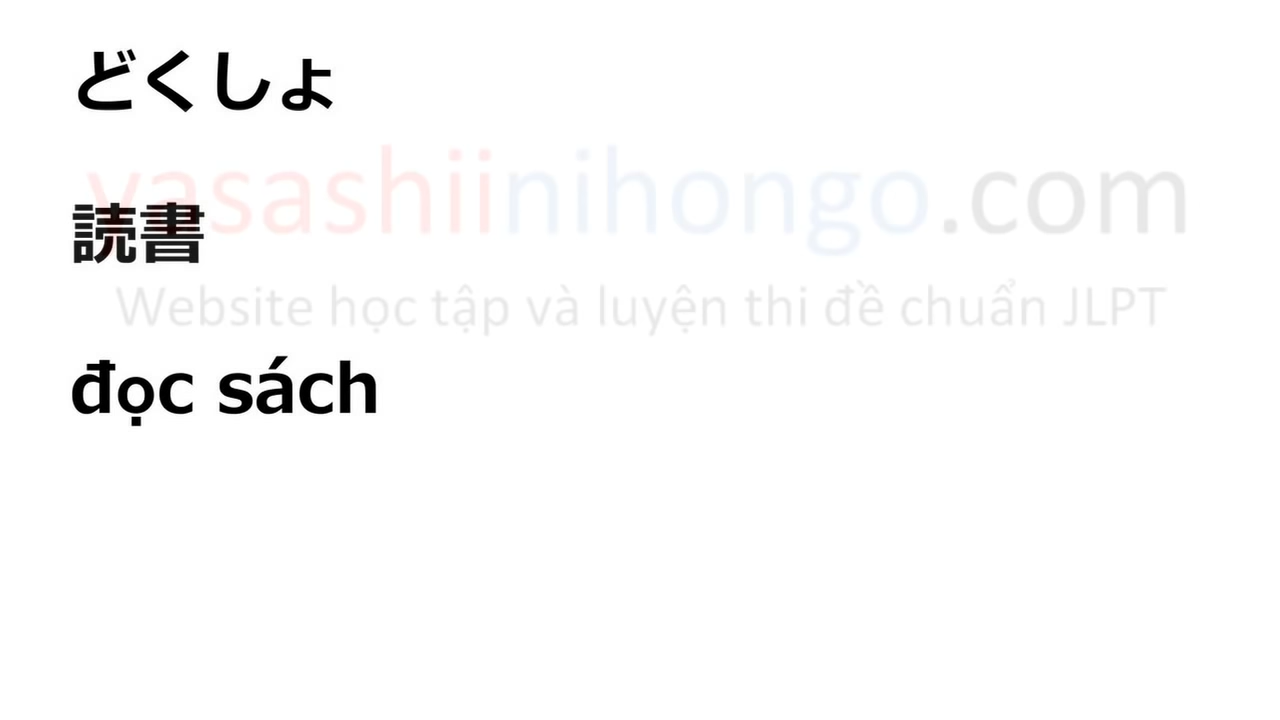 どくしょ
yasashiinihongo.com
読書
Website học tập và luyện thi đề chuẩn JLPT
đọc sách